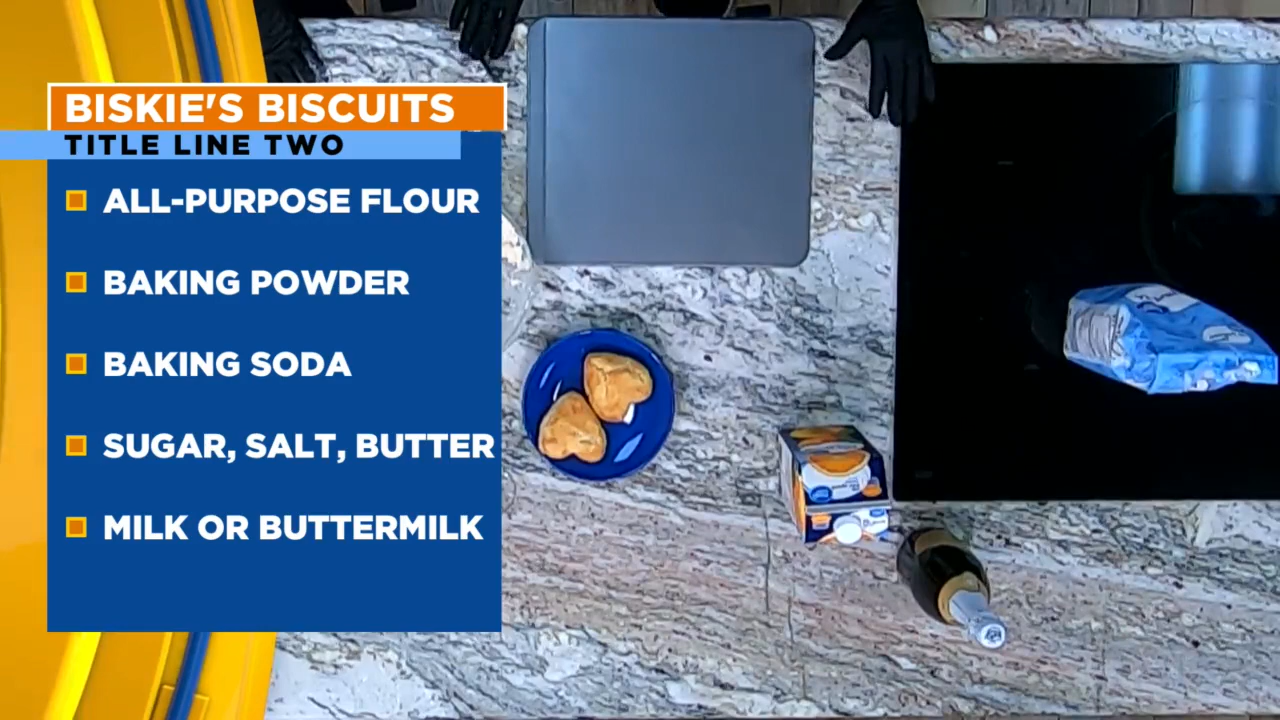 BISKIE'S BISCUITS
TITLE LINE TWO
ALL-PURPOSE FLOUR
BAKING POWDER
BAKING SODA
SUGAR, SALT, BUTTER
MILK OR BUTTERMILK